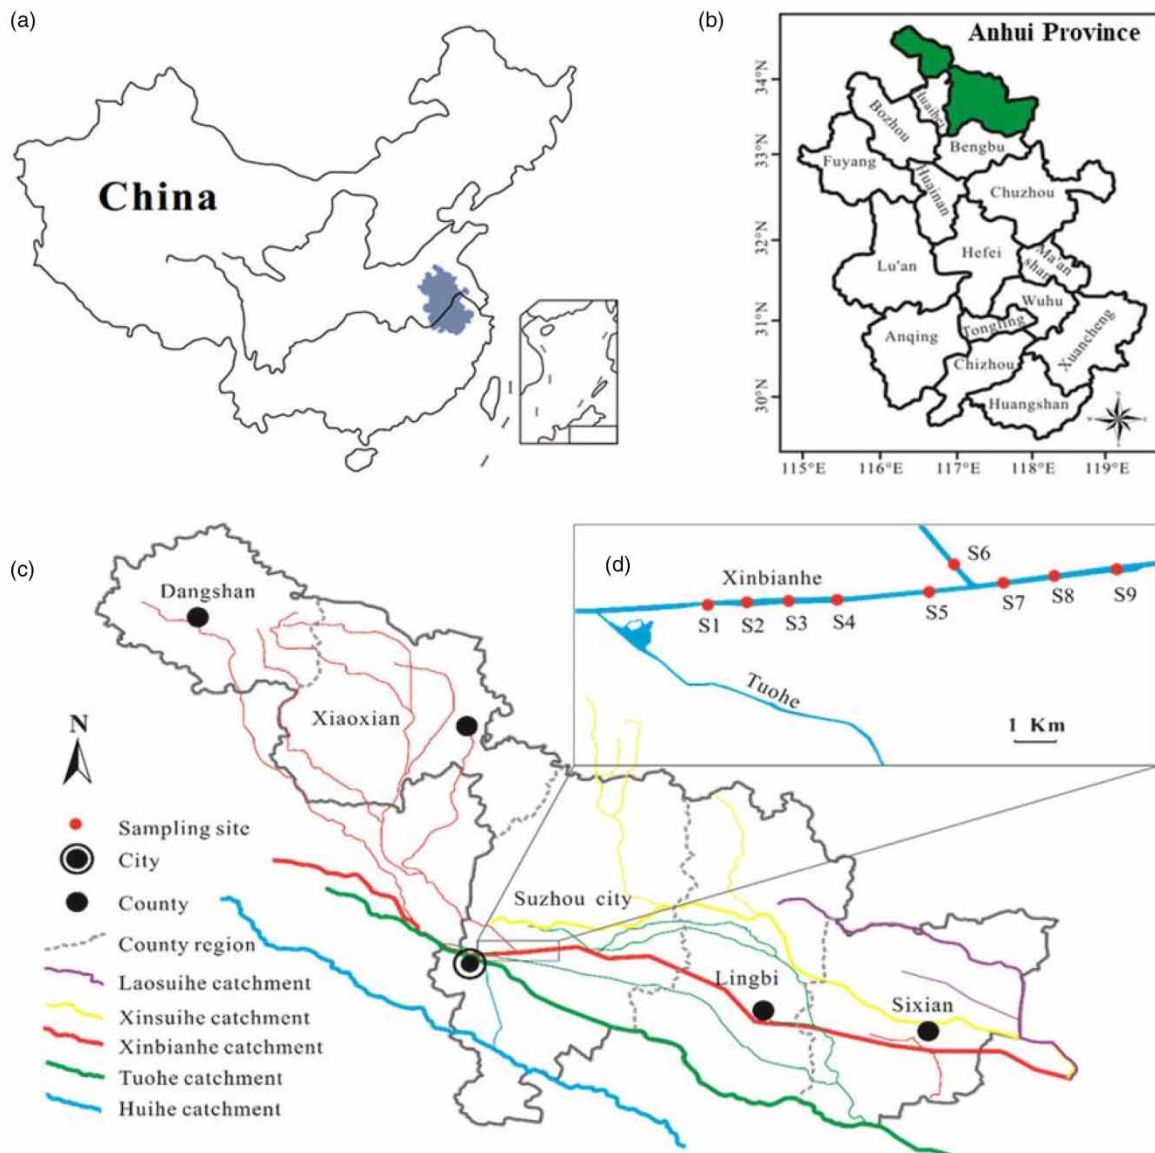 (a)
China
(b)
Anhui Province
34°N
33°N
32°N
31°N
30°N
115°E
116°E
117°E
118°E
119°E
Huaibei
Bozhou
Bengbu
Fuyang
Huainan
Chuzhou
Hefei
Ma'an
shan
Lu'an
Wuhu
Tongling
Anqing
Xuancheng
Chizhou
Huangshan
(c)
Dangshan
Xiaoxian
N
Sampling site
City
County
County region
Laosuihe catchment
Xinsuihe catchment
Xinbianhe catchment
Tuohe catchment
Huihe catchment
Suzhou city
Lingbi
Sixian
(d)
Xinbianhe
S6
S1
S2
S3
S4
S5
S7
S8
S9
Tuohe
1 Km